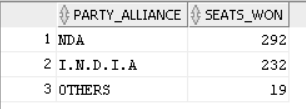 PARTY_ALLIANCE SEATS_WON
1 NDA 292
2 I.N.D.I.A 232
3 OTHERS 19